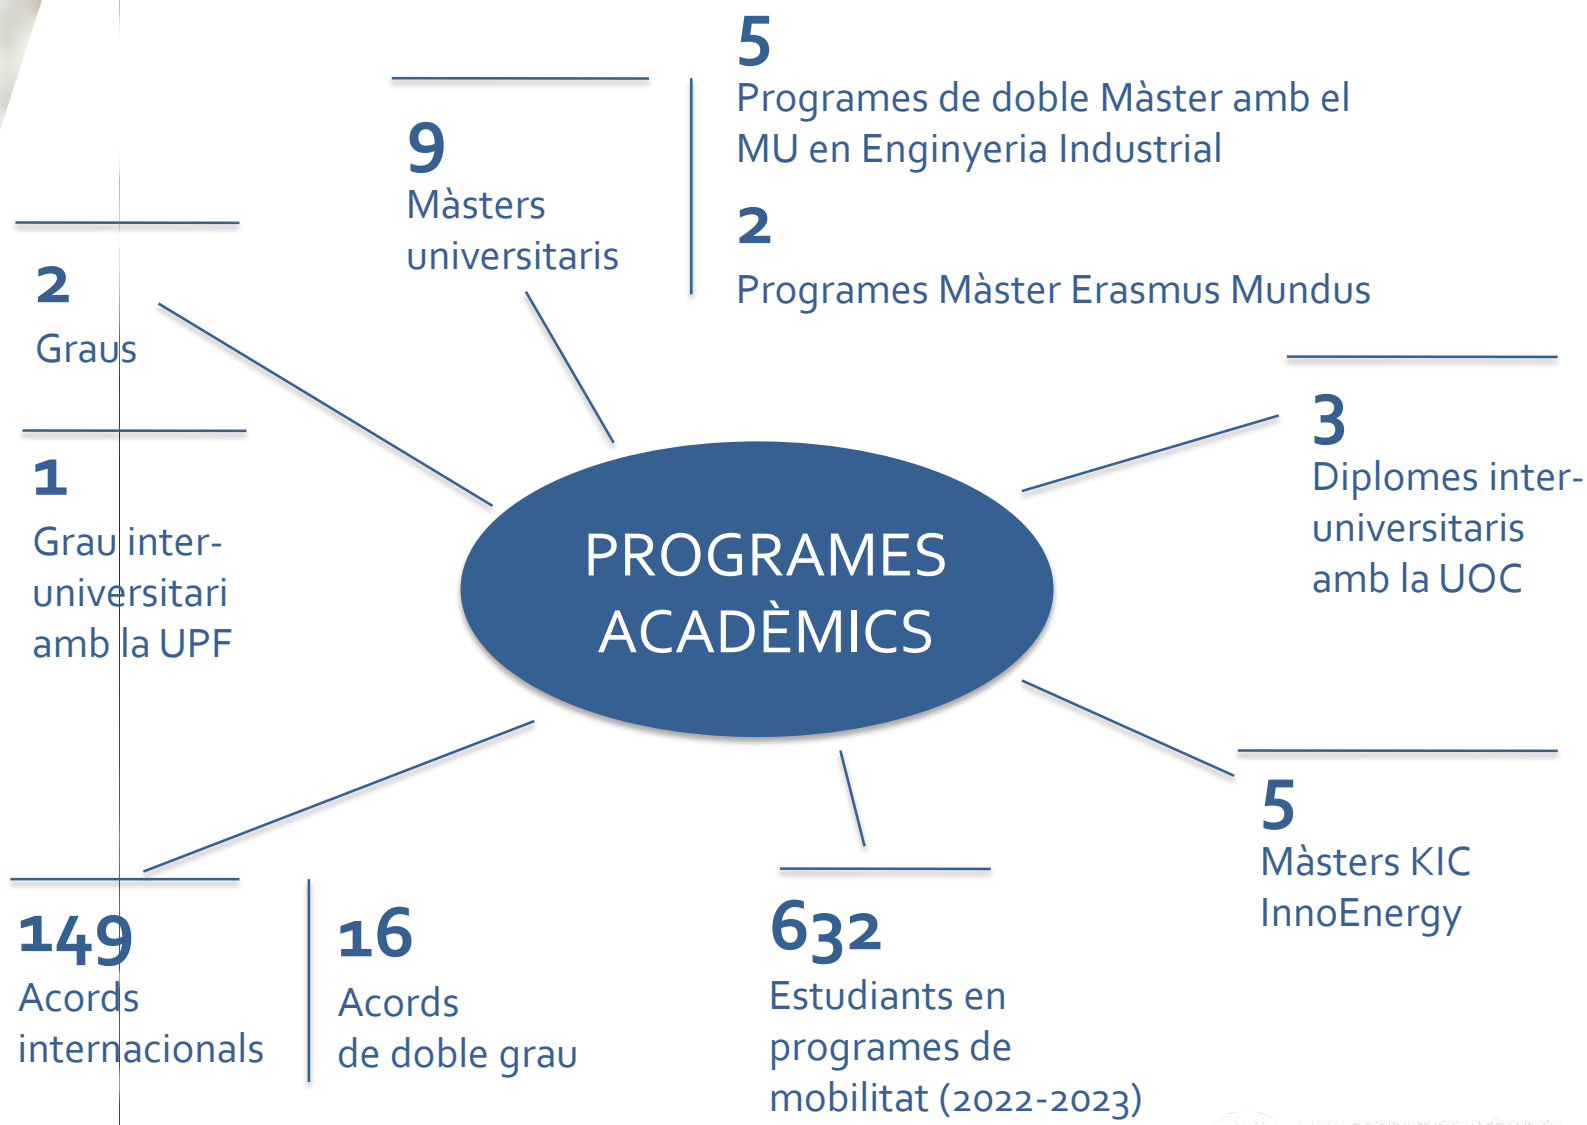 5
Programes de doble Màster amb el
MU en Enginyeria Industrial
2
Programes Màster Erasmus Mundus
9
Màsters
universitaris
2
Graus
1
Grau inter-
universitari
amb la UPF
PROGRAMES
ACADÈMICS
3
Diplomes inter-
universitaris
amb la UOC
5
Màsters KIC
InnoEnergy
149
Acords
internacionals
16
Acords
de doble grau
632
Estudiants en
programes de
mobilitat (2022-2023)